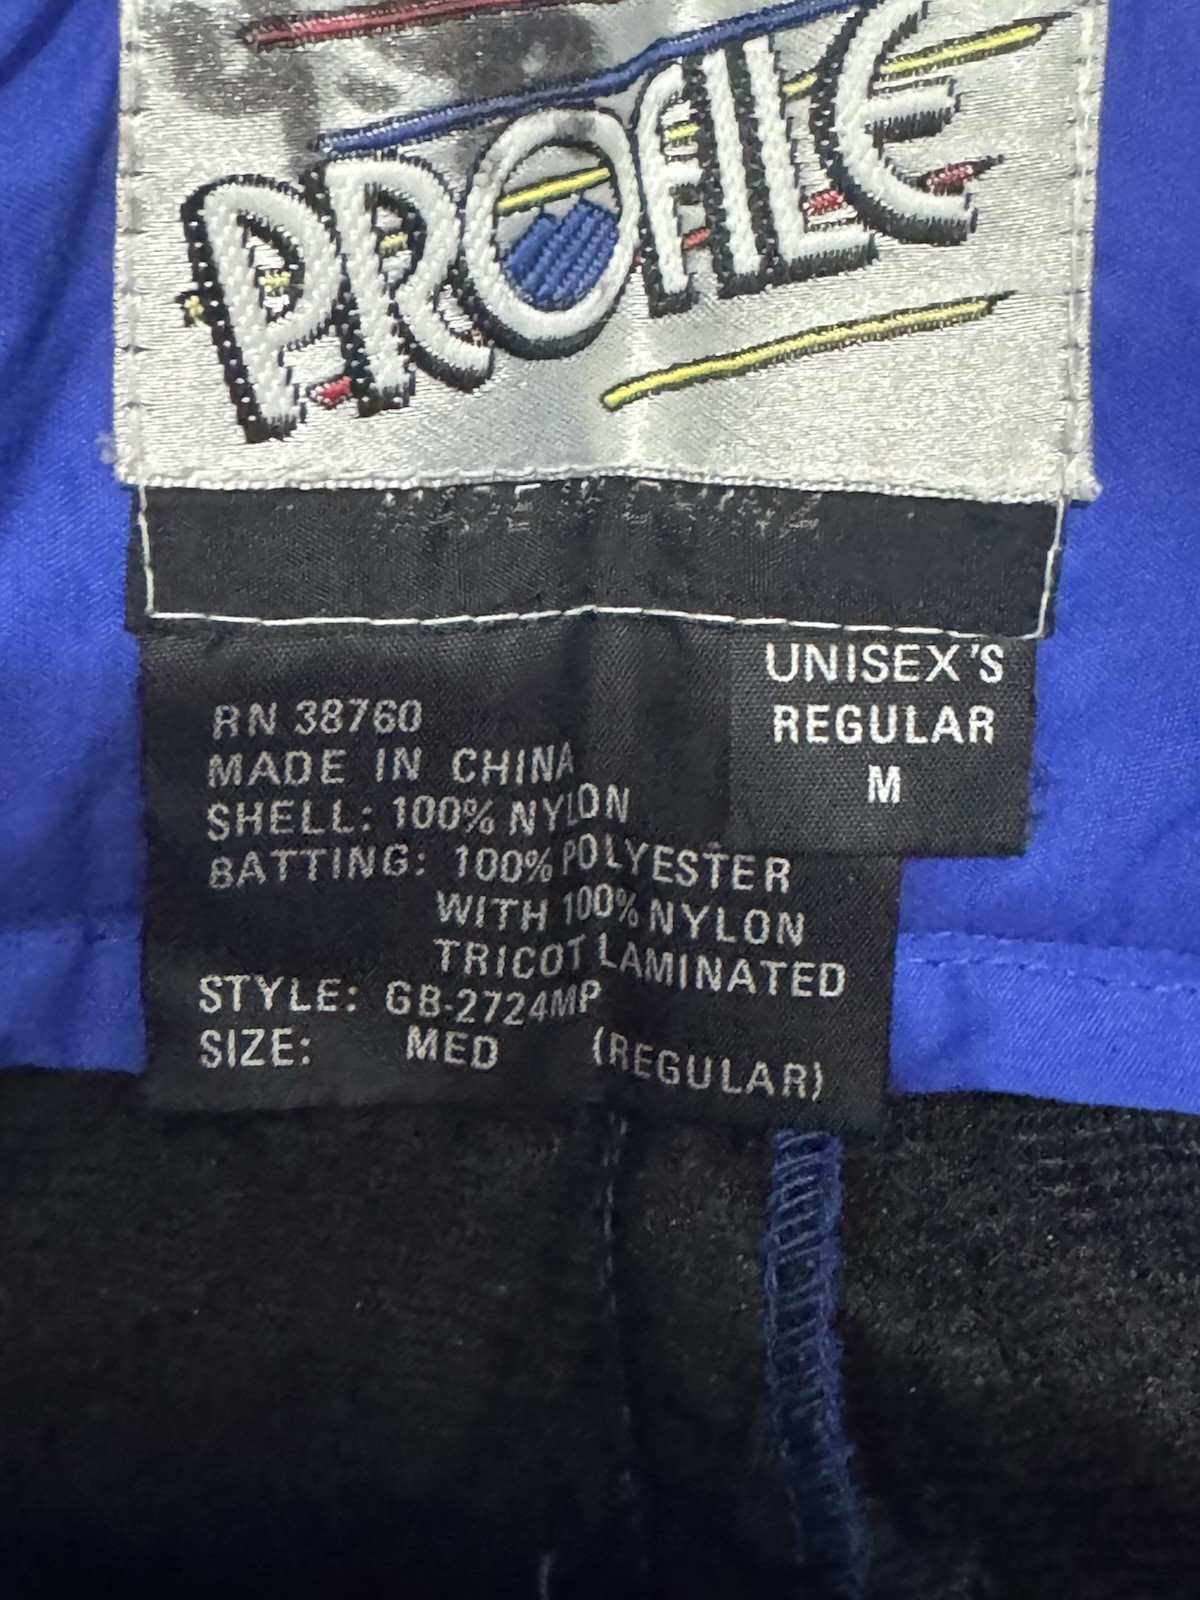 PROFILE
UNISEX'S
REGULAR
M
RN 38760
MADE IN CHINA
SHELL: 100% NYLON
BATTING: 100% POLYESTER
WITH 100% NYLON
TRICOT LAMINATED
STYLE: GB-2724MP
SIZE: MED (REGULAR)